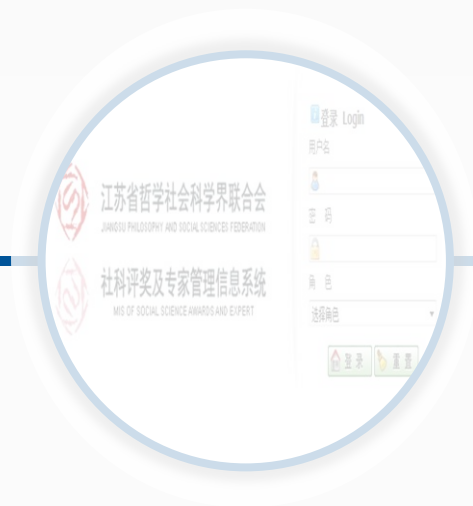 江苏省哲学社会科学界联合会
JIANGSU PHILOSOPHY AND SOCIAL SCIENCES FEDERATION
社科评奖及专家管理信息系统
MIS OF SOCIAL SCIENCE AWARDS AND EXPERT
登录 Login
用户名
密 码
角 色
选择角色
登 录
重 置